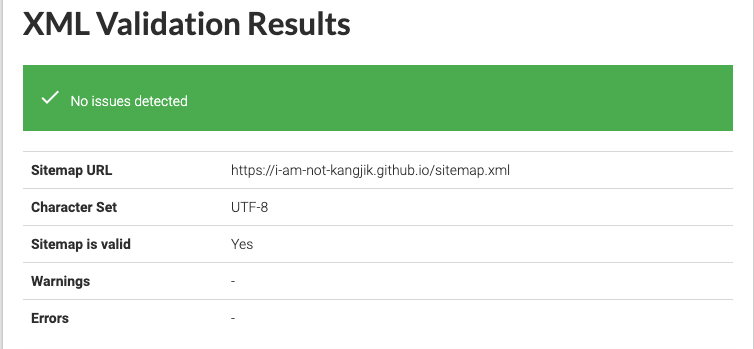 XML Validation Results
No issues detected
Sitemap URL https://i-am-not-kangjik.github.io/sitemap.xml
Character Set UTF-8
Sitemap is valid Yes
Warnings -
Errors -